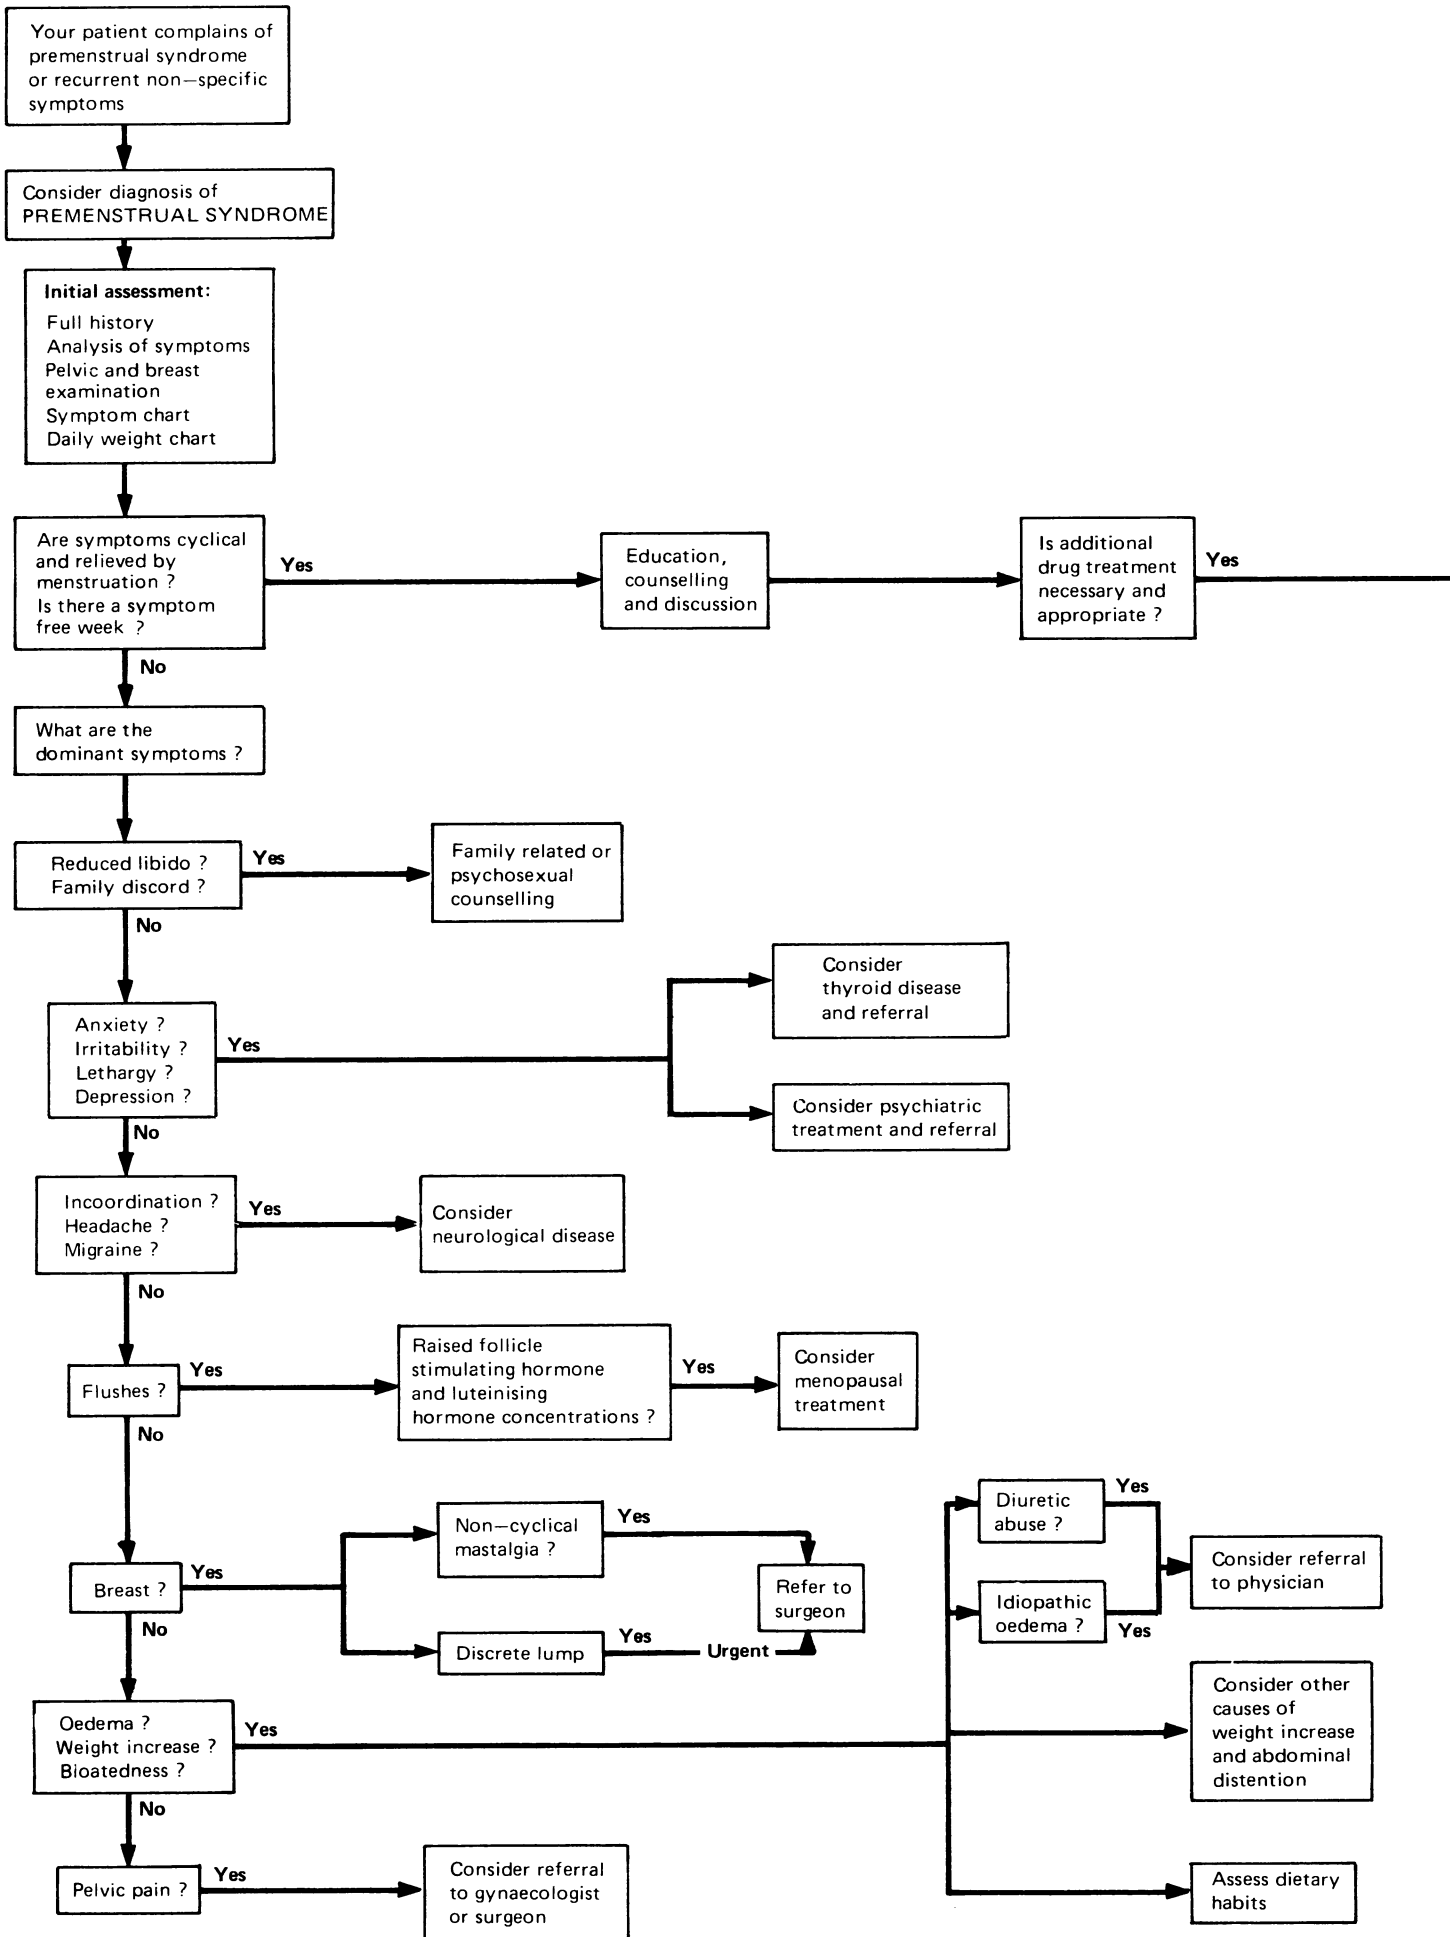 Your patient complains of
premenstrual syndrome
or recurrent non–specific
symptoms
Consider diagnosis of
PREMENSTRUAL SYNDROME
Initial assessment:
Full history
Analysis of symptoms
Pelvic and breast
examination
Symptom chart
Daily weight chart
Are symptoms cyclical
and relieved by
menstruation ?
Is there a symptom
free week ?
Yes
Education,
counselling
and discussion
Is additional
drug treatment
necessary and
appropriate ?
Yes
No
What are the
dominant symptoms ?
Reduced libido ?
Family discord ?
Yes
Family related or
psychosexual
counselling
No
Anxiety ?
Irritability ?
Lethargy ?
Depression ?
Yes
Consider
thyroid disease
and referral
Consider psychiatric
treatment and referral
No
Incoordination ?
Headache ?
Migraine ?
Yes
Consider
neurological disease
No
Flushes ?
Yes
Raised follicle
stimulating hormone
and luteinising
hormone concentrations ?
Yes
Consider
menopausal
treatment
No
Breast ?
Yes
Non–cyclical
mastalgia ?
Yes
Discrete lump
Yes
Urgent
Refer to
surgeon
No
Oedema ?
Weight increase ?
Bioatedness ?
Yes
Diuretic
abuse ?
Yes
Idiopathic
oedema ?
Yes
Consider referral
to physician
Consider other
causes of
weight increase
and abdominal
distention
Assess dietary
habits
No
Pelvic pain ?
Yes
Consider referral
to gynaecologist
or surgeon